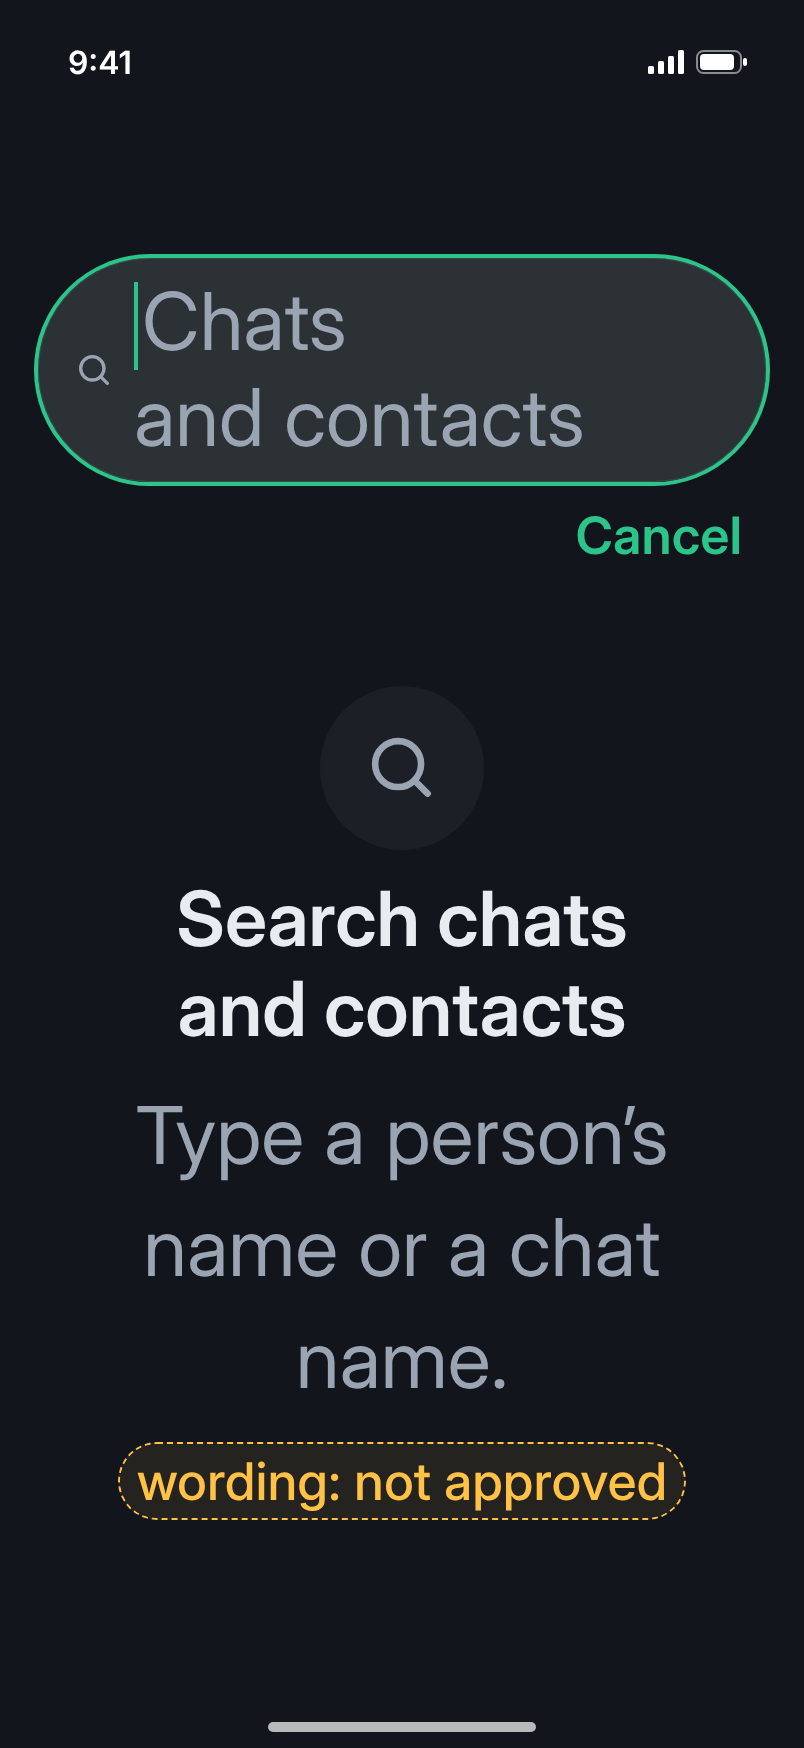 9:41
Chats
and contacts
Cancel
Search chats
and contacts
Type a person’s
name or a chat
name.
wording: not approved